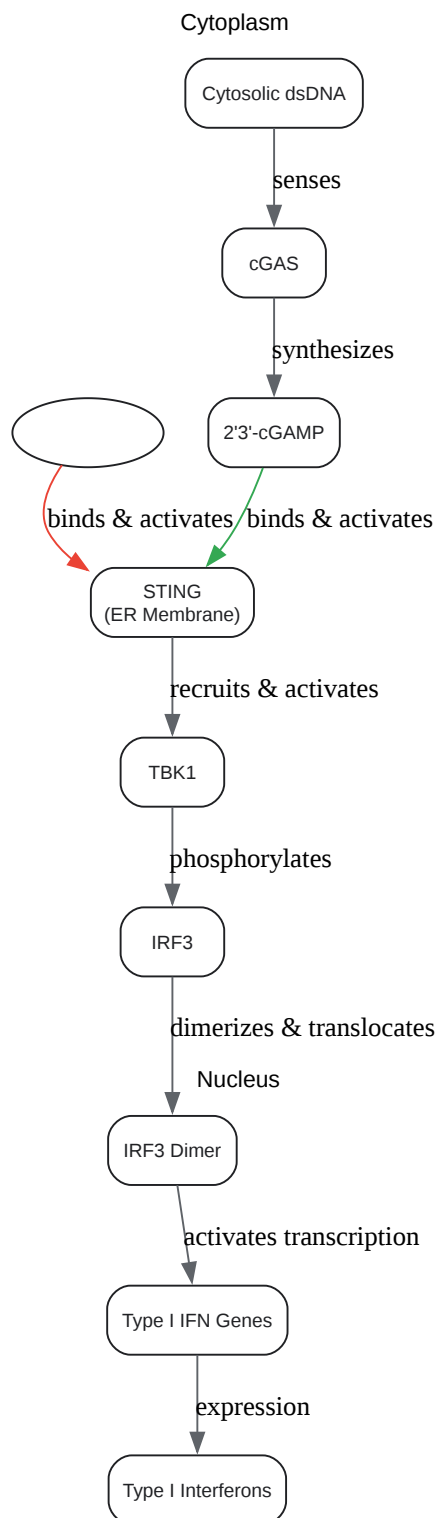 Cytoplasm
Cytosolic dsDNA
senses
cGAS
synthesizes
2'3'-cGAMP
binds & activates
binds & activates
STING
(ER Membrane)
recruits & activates
TBK1
phosphorylates
IRF3
dimerizes & translocates
Nucleus
IRF3 Dimer
activates transcription
Type I IFN Genes
expression
Type I Interferons